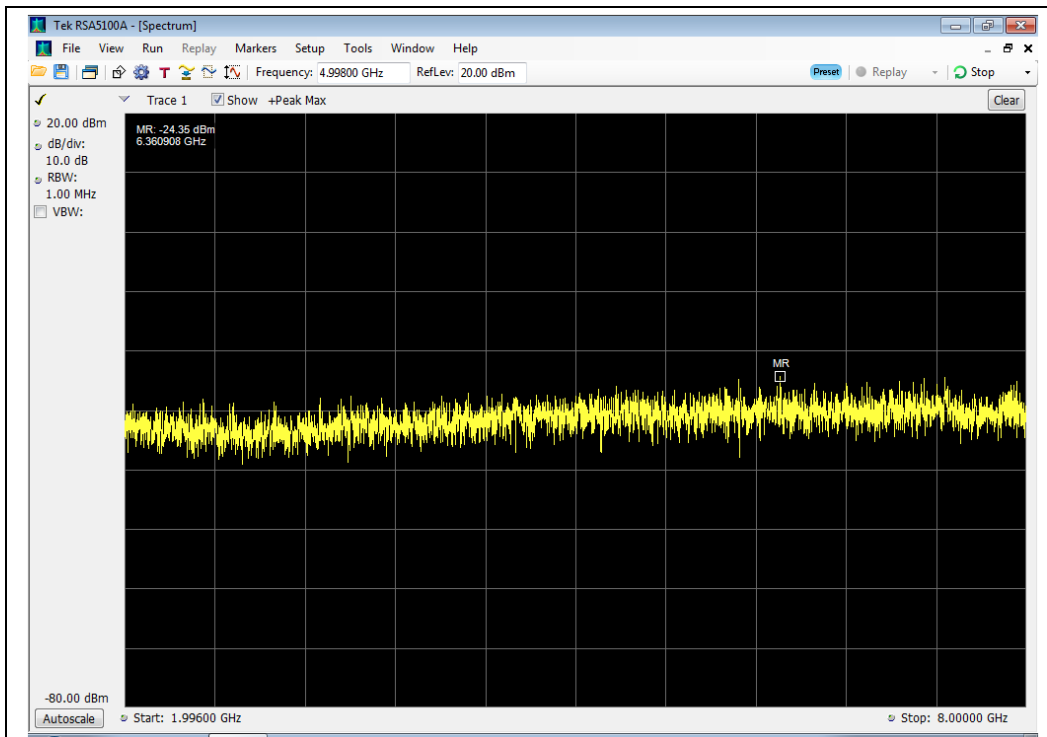 Tek RSA5100A - [Spectrum]
File View Run Replay Markers Setup Tools Window Help
T Frequency: 4.99800 GHz RefLev: 20.00 dBm Preset Replay Stop
Trace 1 Show +Peak Max Clear
20.00 dBm
dB/div:
10.0 dB
RBW:
1.00 MHz
VBW:
MR: -24.35 dBm
6.360908 GHz
MR
-80.00 dBm
Autoscale Start: 1.99600 GHz Stop: 8.00000 GHz